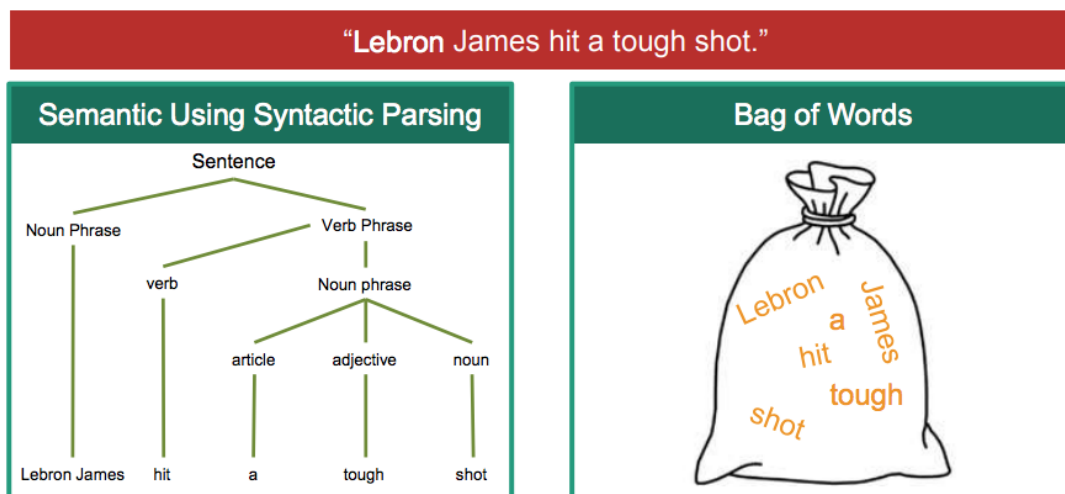 “Lebron James hit a tough shot.”
Semantic Using Syntactic Parsing
Sentence
Noun Phrase
Verb Phrase
verb
Noun phrase
article
adjective
noun
Lebron James
hit
a
tough
shot
Bag of Words
Lebron
James
a
hit
tough
shot